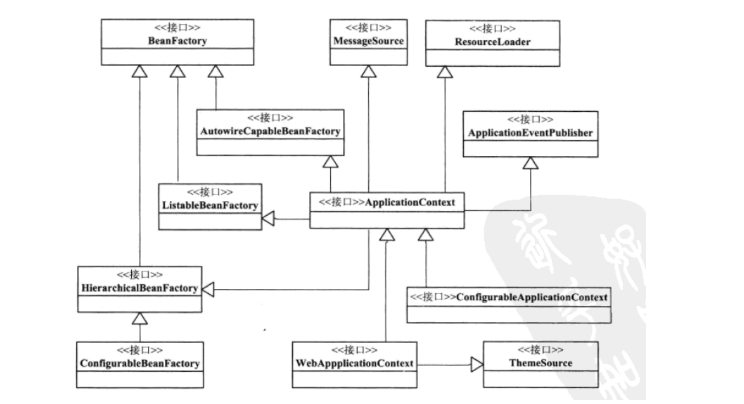 <<接口>>
BeanFactory
<<接口>>
MessageSource
<<接口>>
ResourceLoader
<<接口>>
AutowireCapableBeanFactory
<<接口>>
ApplicationEventPublisher
<<接口>>
ListableBeanFactory
<<接口>>ApplicationContext
<<接口>>
HierarchicalBeanFactory
<<接口>>ConfigurableApplicationContext
<<接口>>
ConfigurableBeanFactory
<<接口>>
WebAppplicationContext
<<接口>>
ThemeSource